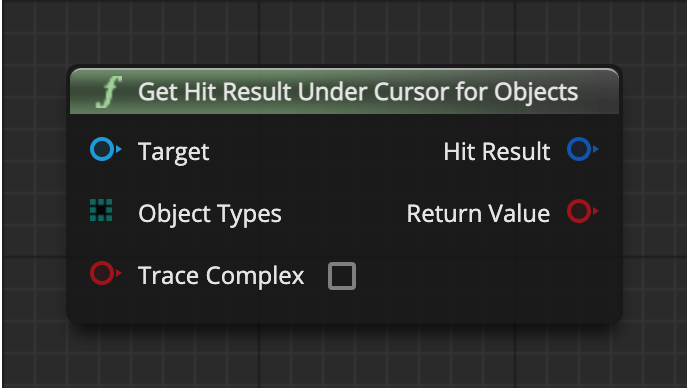 Get Hit Result Under Cursor for Objects
Target Hit Result
Object Types Return Value
Trace Complex